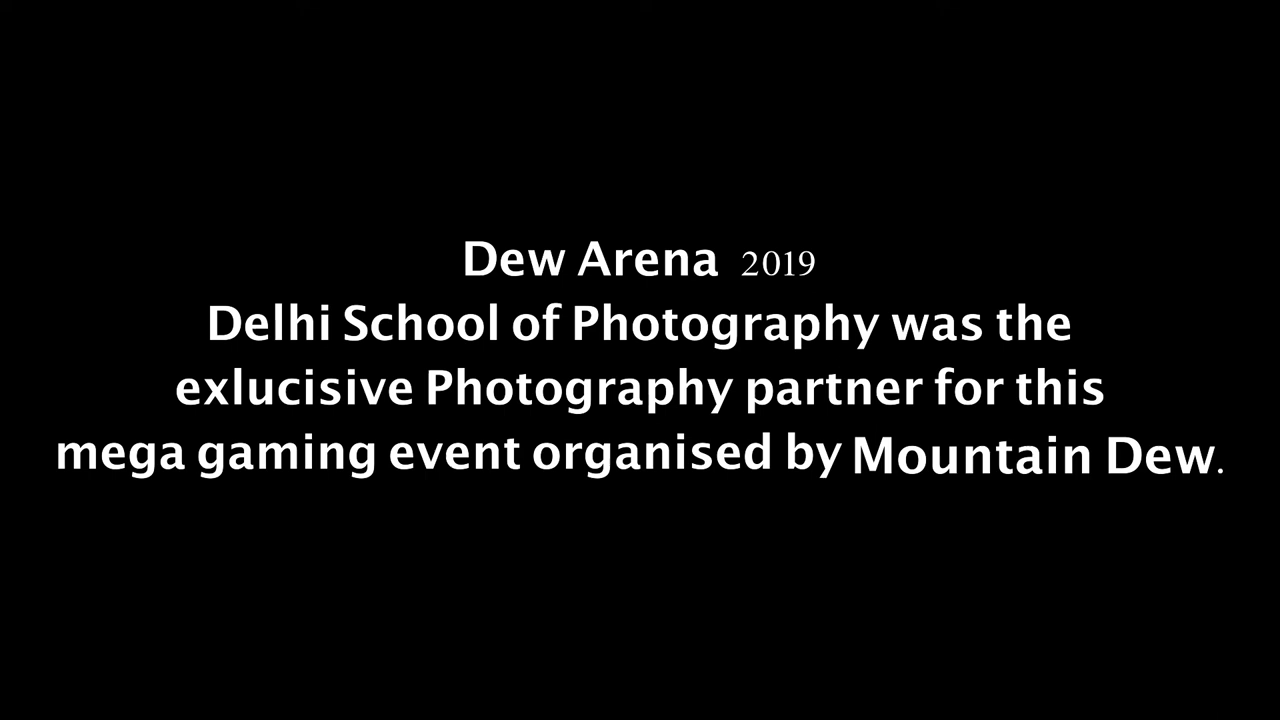 Dew Arena 2019
Delhi School of Photography was the
exlucisive Photography partner for this
mega gaming event organised by Mountain Dew.